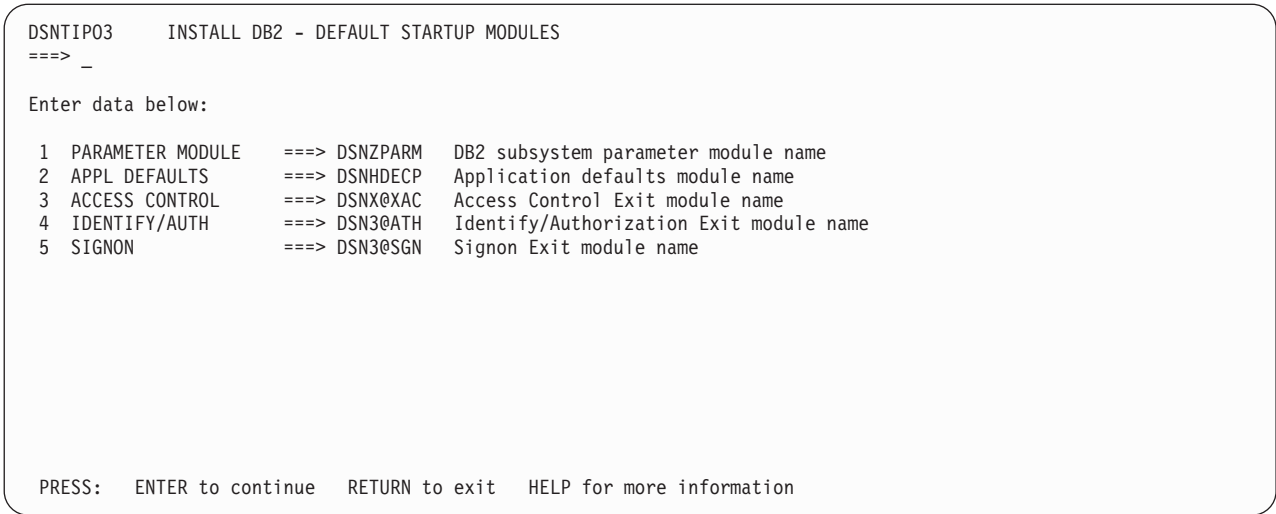 DSNTIPO3 INSTALL DB2 - DEFAULT STARTUP MODULES
===> _
Enter data below:
1 PARAMETER MODULE ===> DSNZPARM DB2 subsystem parameter module name
2 APPL DEFAULTS ===> DSNHDECP Application defaults module name
3 ACCESS CONTROL ===> DSNX@XAC Access Control Exit module name
4 IDENTIFY/AUTH ===> DSN3@ATH Identify/Authorization Exit module name
5 SIGNON ===> DSN3@SGN Signon Exit module name
PRESS: ENTER to continue RETURN to exit HELP for more information